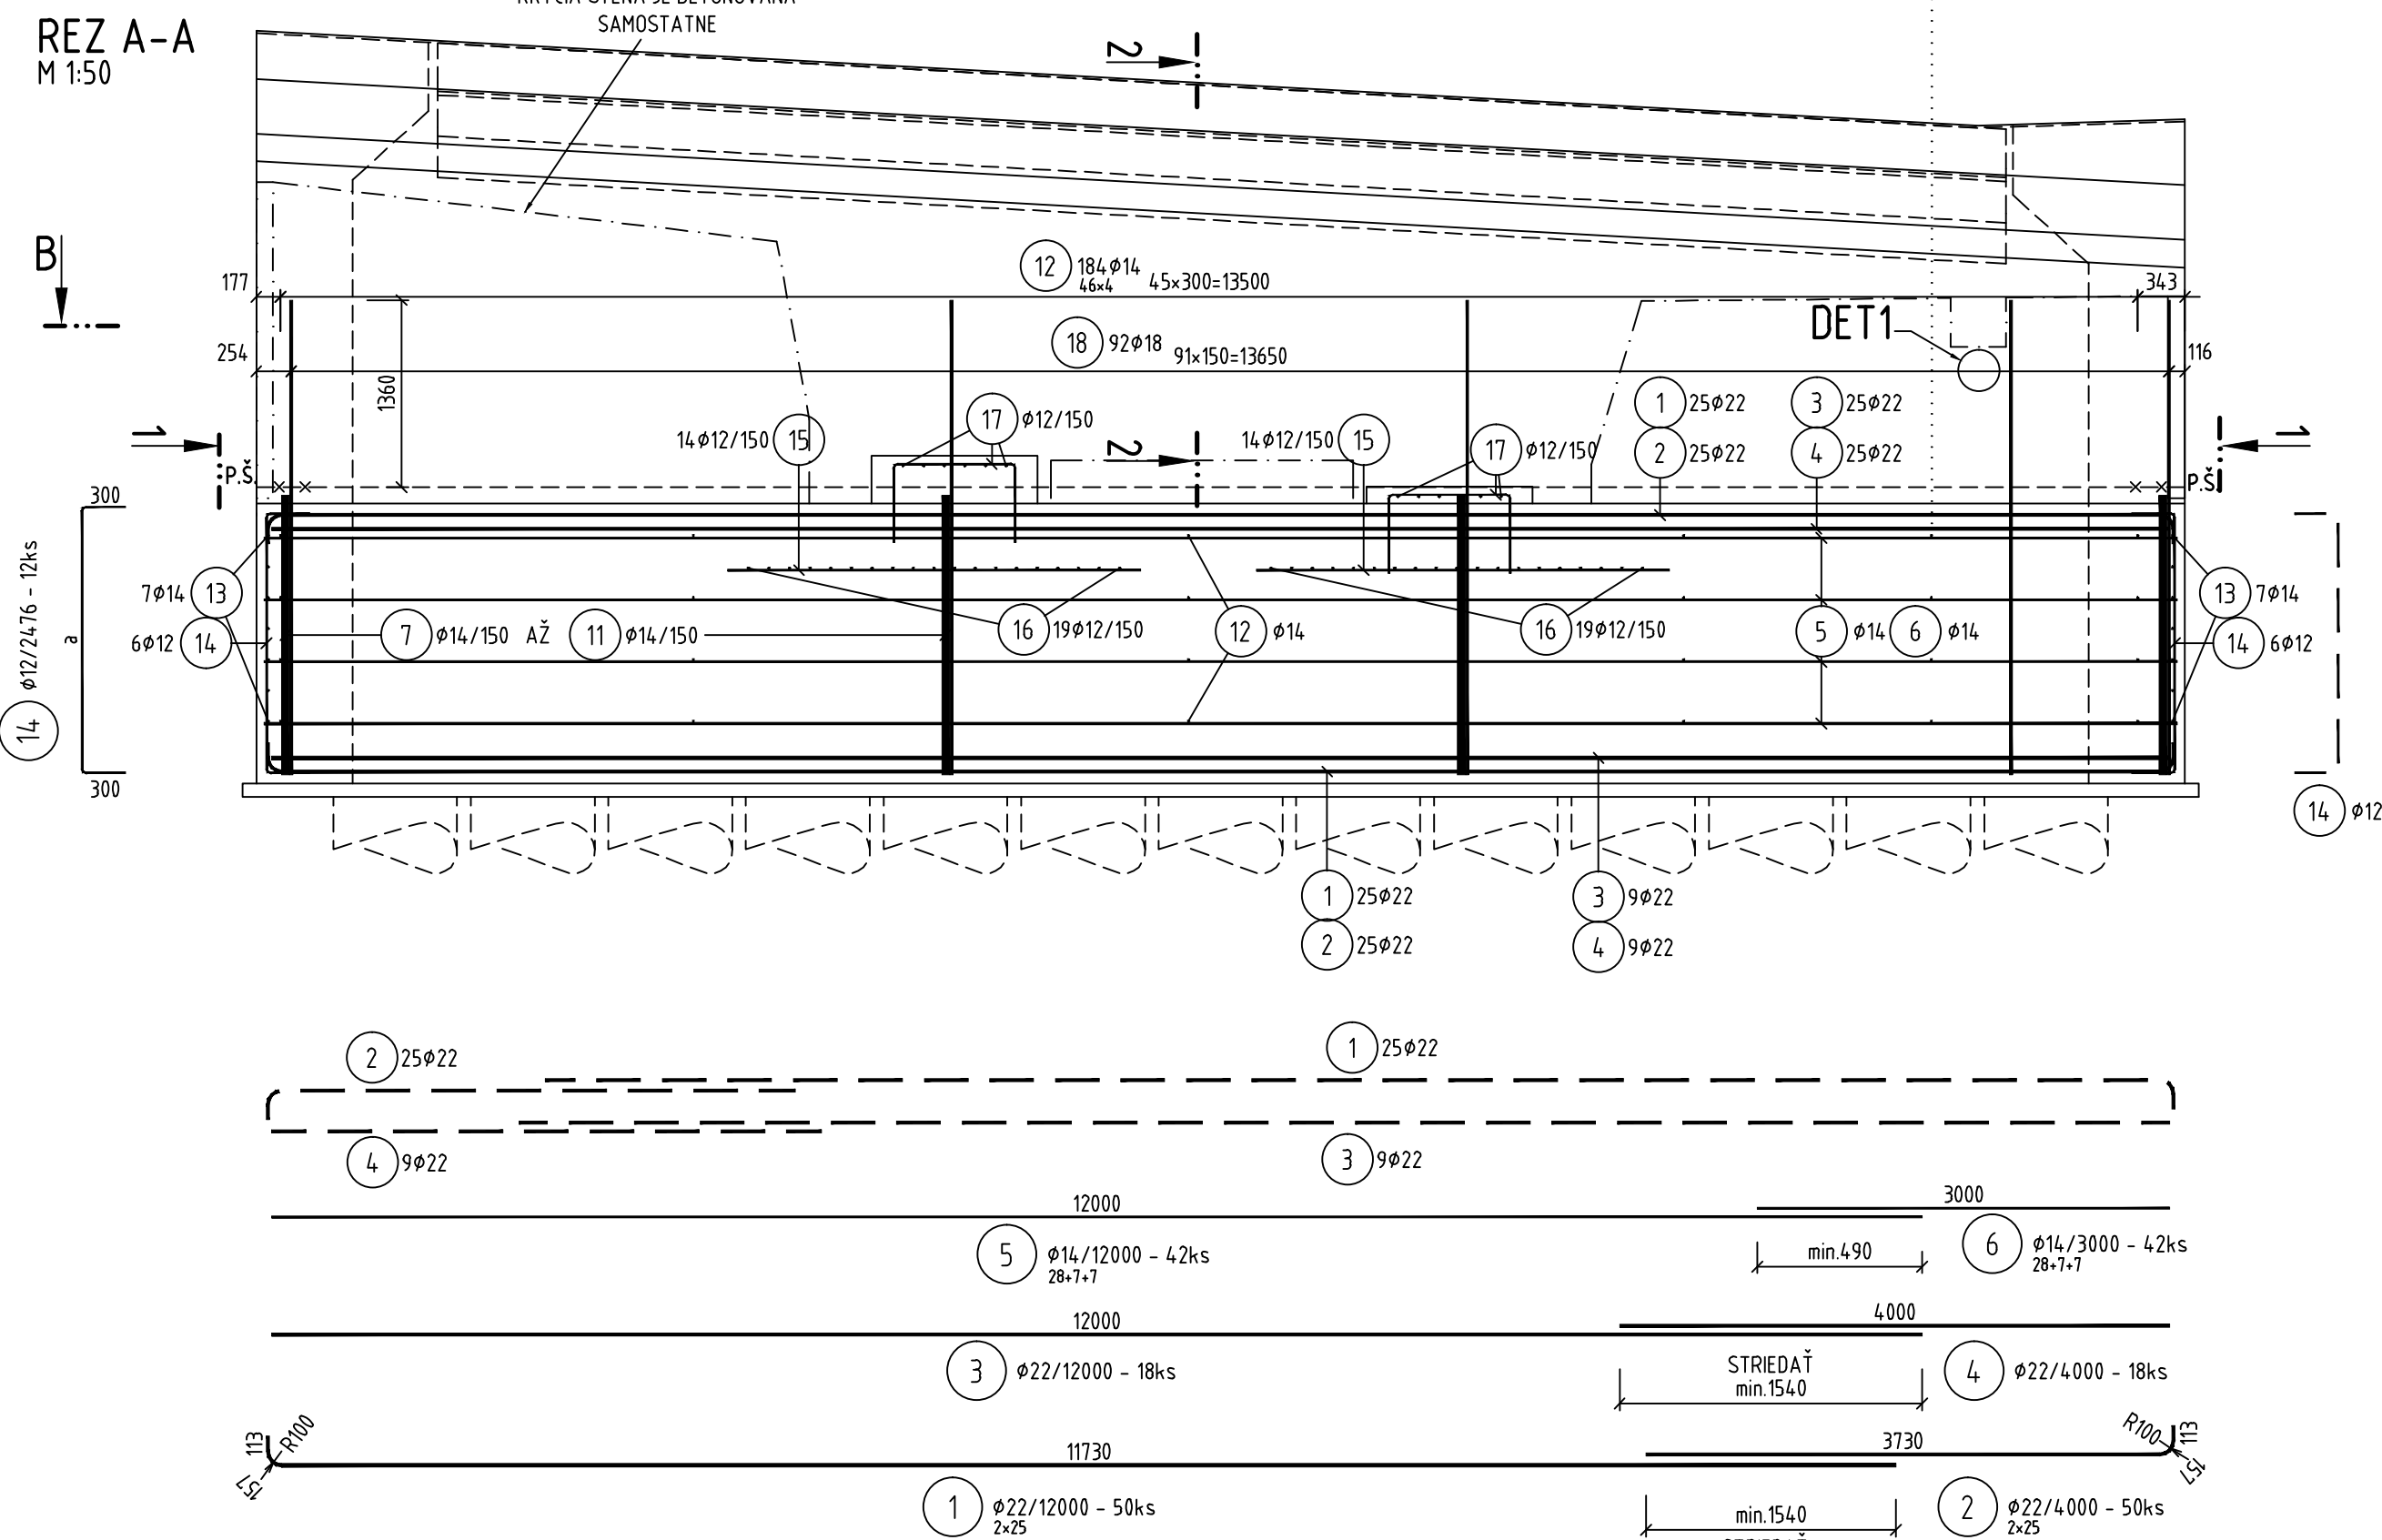 REZ A-A
M 1:50
SAMOSTATNE
2
B
177
12 184φ14
46×4 45×300=13500
343
254
18 92φ18 91×150=13650
DET1
116
1360
1 25φ22
3 25φ22
2 25φ22
4 25φ22
17 φ12/150
14φ12/150 15
2
14φ12/150 15
17 φ12/150
1
1
P.Š.
P.Š.
300
14 φ12/2476 - 12ks
a
300
7φ14 13
6φ12 14
7 φ14/150 AŽ 11 φ14/150
16 19φ12/150
12 φ14
16 19φ12/150
5 φ14 6 φ14
13 7φ14
14 6φ12
14 φ12
1 25φ22
2 25φ22
3 9φ22
4 9φ22
2 25φ22
1 25φ22
4 9φ22
3 9φ22
12000
3000
5 φ14/12000 - 42ks
28+7+7
min.490
6 φ14/3000 - 42ks
28+7+7
12000
4000
3 φ22/12000 - 18ks
STRIEDAŤ
min.1540
4 φ22/4000 - 18ks
113
R100
157
11730
3730
R100
113
157
1 φ22/12000 - 50ks
2×25
min.1540
2 φ22/4000 - 50ks
2×25